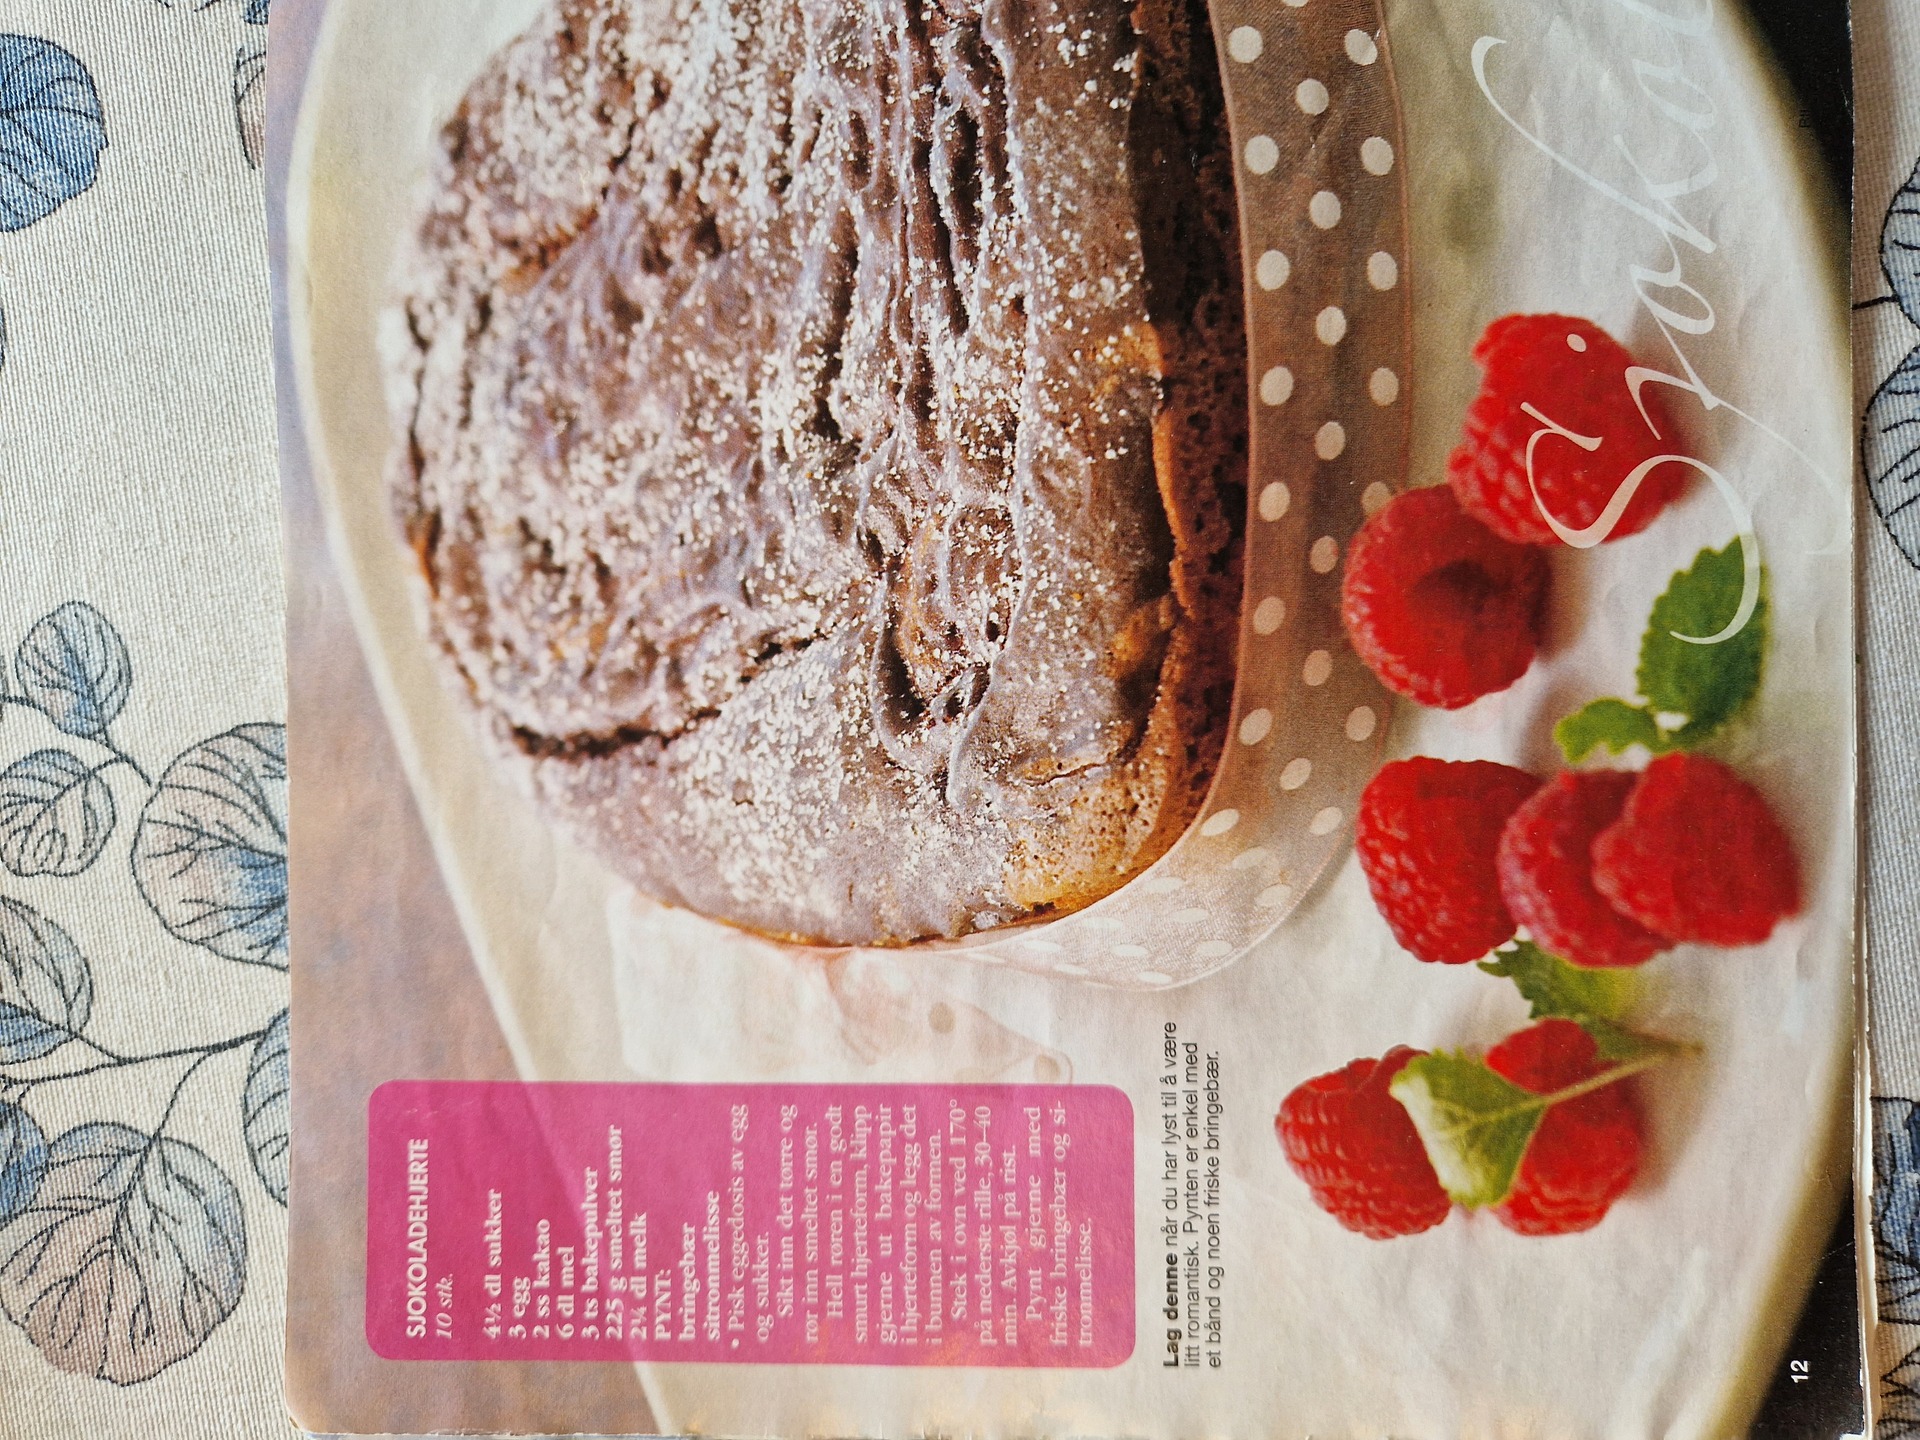 SJOKOLADEHJERTE
10 stk.
4½ dl sukker
3 egg
2 ss kakao
6 dl mel
3 ts bakepulver
225 g smeltet smør
2¼ dl melk
PYNT:
bringebær
sitronmelisse
• Pisk eggedosis av egg
og sukker.
Sikt inn det tørre og
rør inn smeltet smør.
Hell røren i en godt
smurt hjerteform, klipp
gjerne ut bakepapir
i hjerteform og legg det
i bunnen av formen.
Stek i ovn ved 170°
på nederste rille, 30–40
min. Avkjøl på rist.
Pynt gjerne med
friske bringebær og si-
tronmelisse.
Lag denne når du har lyst til å være
litt romantisk. Pynten er enkel med
et bånd og noen friske bringebær.
Sjokol
12